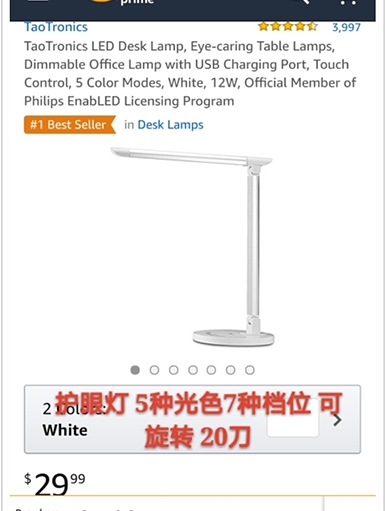 prime
TaoTronics 3,997
TaoTronics LED Desk Lamp, Eye-caring Table Lamps,
Dimmable Office Lamp with USB Charging Port, Touch
Control, 5 Color Modes, White, 12W, Official Member of
Philips EnabLED Licensing Program
#1 Best Seller in Desk Lamps
2 Colors:
护眼灯 5种光色7种档位 可
White
旋转 20刀
$29.99